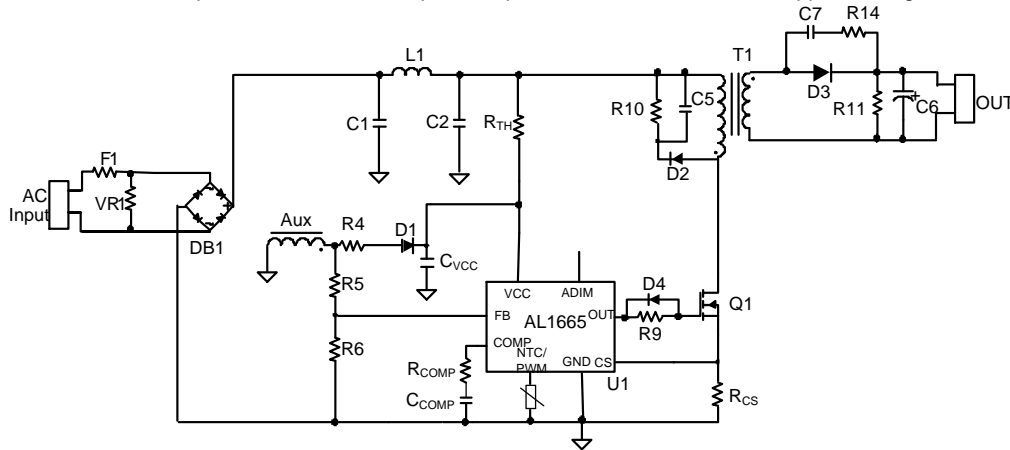 C7
R14
L1
T1
D3
R11
C6
OUT
R10
C5
C1
C2
RTH
D2
F1
AC
Input
VR1
DB1
Aux
R4
D1
CVCC
R5
R6
VCC
ADIM
FB
AL1665
OUT
COMP
NTC/
PWM
GND
CS
U1
D4
R9
Q1
RCOMP
CCOMP
RCS